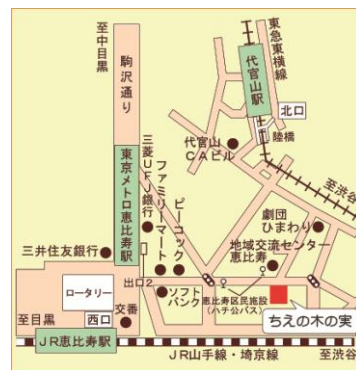 至中目黒
駒沢通り
東急東横線
代官山駅
北口
陸橋
代官山
CAビル
至渋谷
東京メトロ恵比寿駅
三菱UFJ銀行
ファミリーマート
ピーコック
劇団
ひまわり
地域交流センター
恵比寿
三井住友銀行
ロータリー
出口2
ソフト
バンク
恵比寿区民施設
(ハチ公バス)
ちえの木の実
至目黒
西口
交番
JR恵比寿駅
JR山手線・埼京線
至渋谷